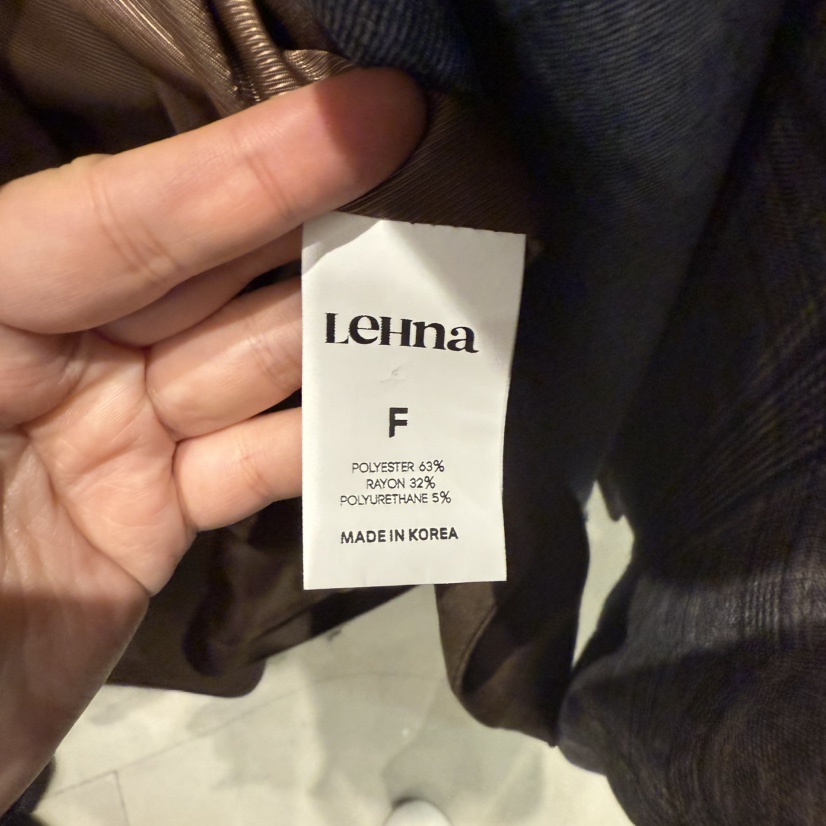 LeHna
F
POLYESTER 63%
RAYON 32%
POLYURETHANE 5%
MADE IN KOREA